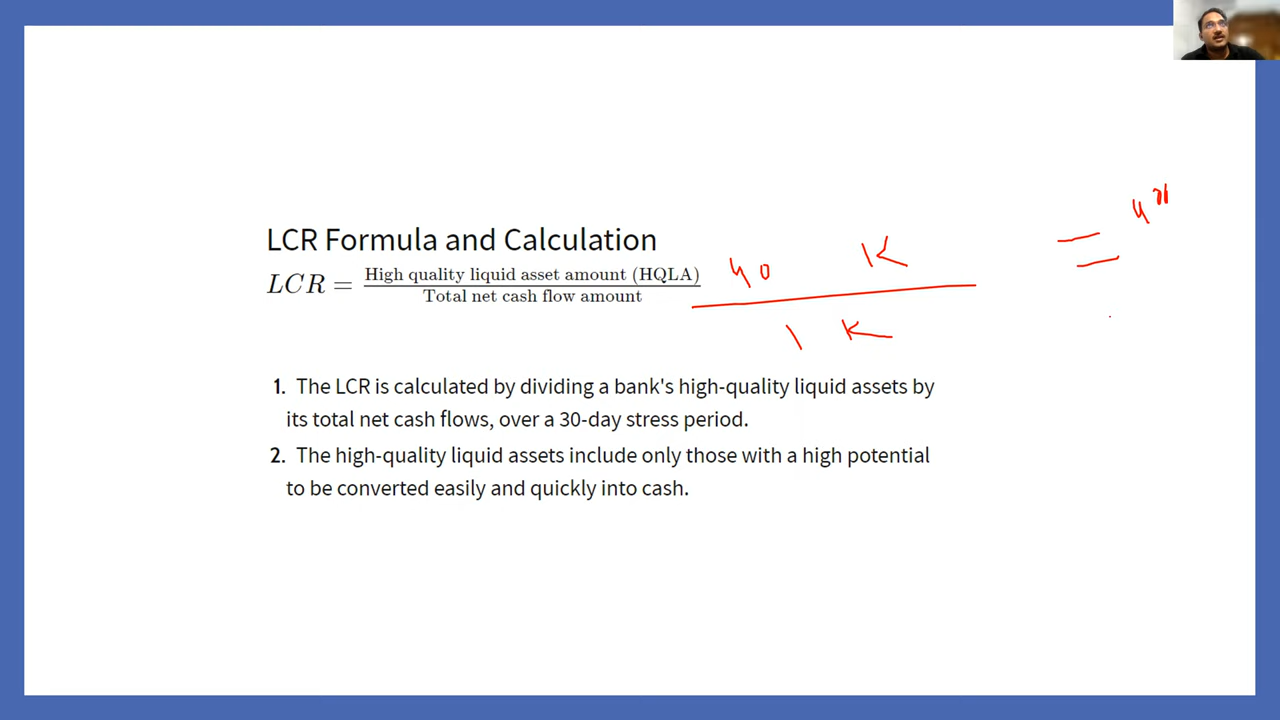 LCR Formula and Calculation
LCR = High quality liquid asset amount (HQLA)
Total net cash flow amount
40 K
1 K
=
1. The LCR is calculated by dividing a bank's high-quality liquid assets by
its total net cash flows, over a 30-day stress period.
2. The high-quality liquid assets include only those with a high potential
to be converted easily and quickly into cash.